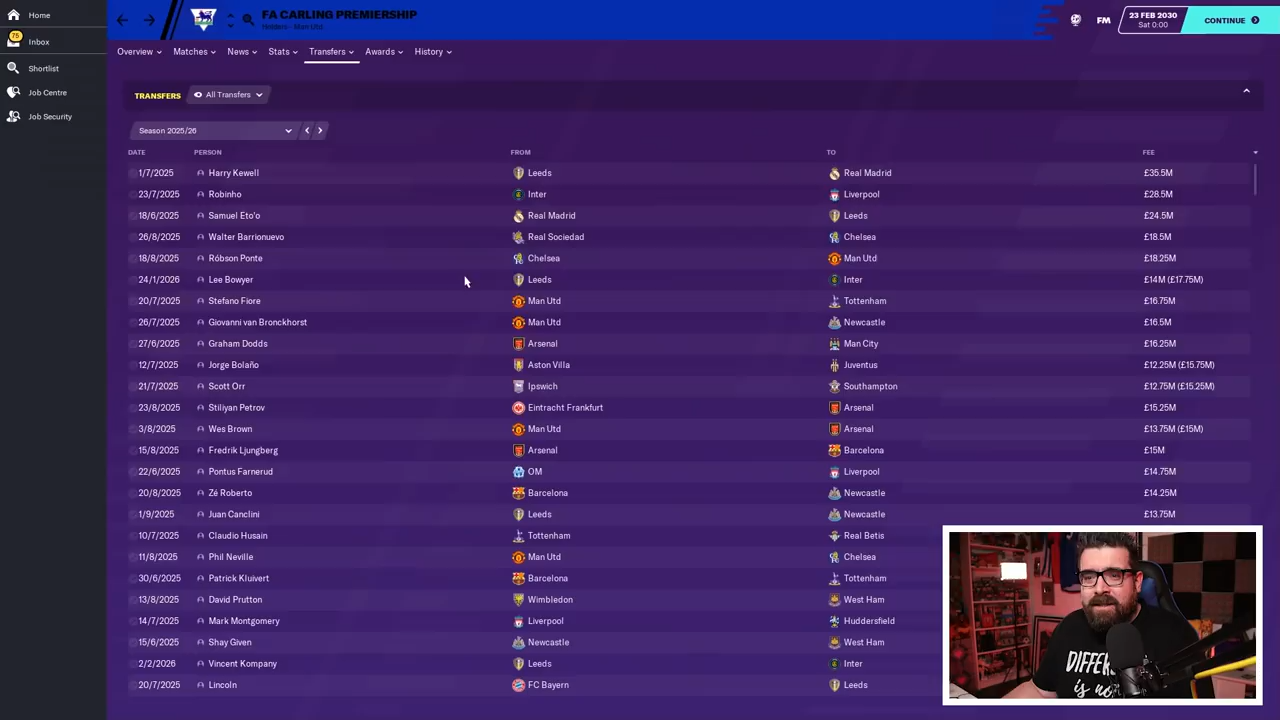 FA CARLING PREMIERSHIP
Holders - Man Utd
FM
23 FEB 2030
Sat 0:00
CONTINUE
Home
75
Inbox
Shortlist
Job Centre
Job Security
Overview
Matches
News
Stats
Transfers
Awards
History
TRANSFERS
All Transfers
Season 2025/26
DATE PERSON FROM TO FEE
1/7/2025 Harry Kewell Leeds Real Madrid £35.5M
23/7/2025 Robinho Inter Liverpool £28.5M
18/6/2025 Samuel Eto'o Real Madrid Leeds £24.5M
26/8/2025 Walter Barrionuevo Real Sociedad Chelsea £18.5M
18/8/2025 Róbson Ponte Chelsea Man Utd £18.25M
24/1/2026 Lee Bowyer Leeds Inter £14M (£17.75M)
20/7/2025 Stefano Fiore Man Utd Tottenham £16.75M
26/7/2025 Giovanni van Bronckhorst Man Utd Newcastle £16.5M
27/6/2025 Graham Dodds Arsenal Man City £16.25M
12/7/2025 Jorge Bolaño Aston Villa Juventus £12.25M (£15.75M)
21/7/2025 Scott Orr Ipswich Southampton £12.75M (£15.25M)
23/8/2025 Stiliyan Petrov Eintracht Frankfurt Arsenal £15.25M
3/8/2025 Wes Brown Man Utd Arsenal £13.75M (£15M)
15/8/2025 Fredrik Ljungberg Arsenal Barcelona £15M
22/6/2025 Pontus Farnerud OM Liverpool £14.75M
20/8/2025 Zé Roberto Barcelona Newcastle £14.25M
1/9/2025 Juan Canclini Leeds Newcastle £13.75M
10/7/2025 Claudio Husain Tottenham Real Betis
11/8/2025 Phil Neville Man Utd Chelsea
30/6/2025 Patrick Kluivert Barcelona Tottenham
13/8/2025 David Prutton Wimbledon West Ham
14/7/2025 Mark Montgomery Liverpool Huddersfield
15/6/2025 Shay Given Newcastle West Ham
2/2/2026 Vincent Kompany Leeds Inter
20/7/2025 Lincoln FC Bayern Leeds
is no